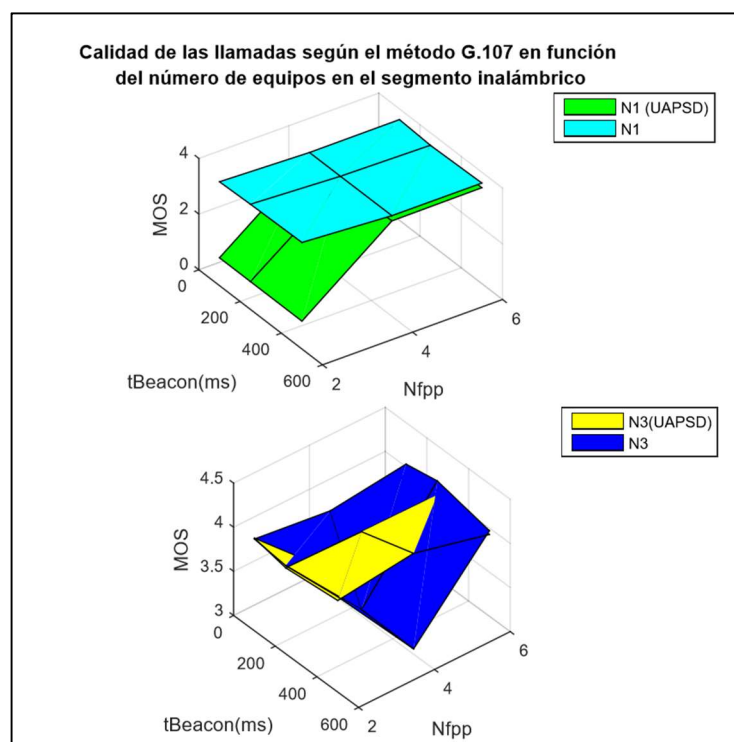 Calidad de las llamadas según el método G.107 en función
del número de equipos en el segmento inalámbrico
N1 (UAPSD)
N1
4
2
0
MOS
0
200
400
600
tBeacon(ms)
2
4
6
Nfpp
N3(UAPSD)
N3
4.5
4
3.5
3
MOS
0
200
400
600
tBeacon(ms)
2
4
6
Nfpp